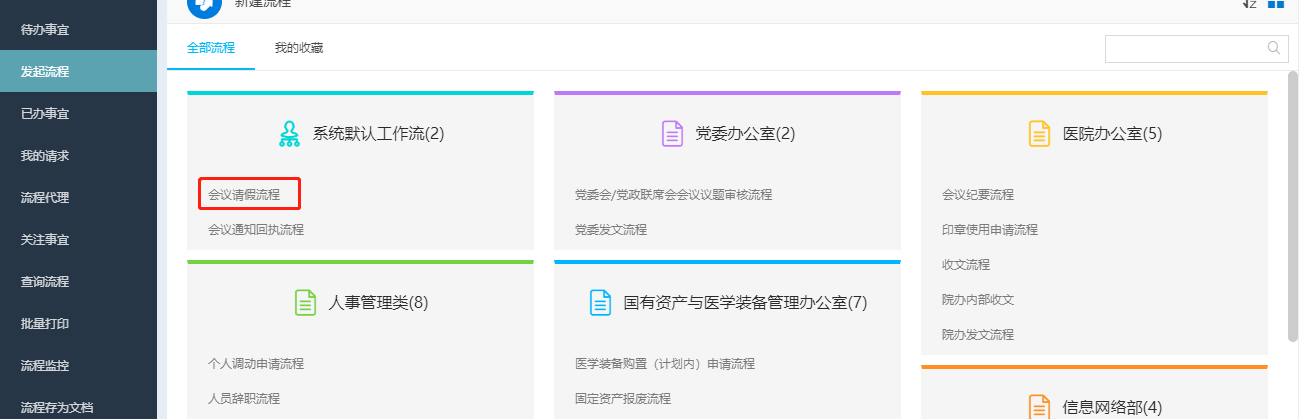 新建流程
待办事宜
发起流程
已办事宜
我的请求
流程代理
关注事宜
查询流程
批量打印
流程监控
流程存为文档
全部流程
我的收藏
系统默认工作流(2)
会议请假流程
会议通知回执流程
党委办公室(2)
党委会/党政联席会会议议题审核流程
党委发文流程
医院办公室(5)
会议纪要流程
印章使用申请流程
收文流程
院办内部收文
院办发文流程
人事管理类(8)
个人调动申请流程
人员辞职流程
国有资产与医学装备管理办公室(7)
医学装备购置（计划内）申请流程
固定资产报废流程
信息网络部(4)